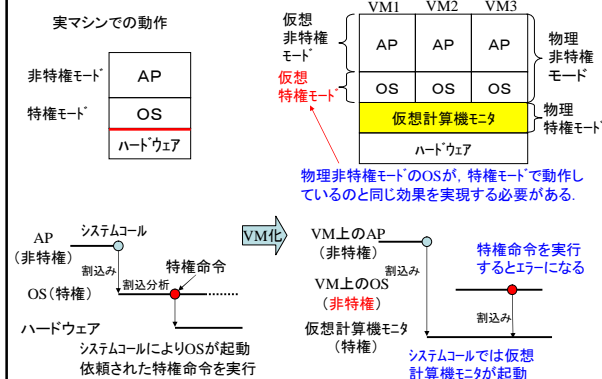 実マシンでの動作
非特権モード
AP
特権モード
OS
ハードウェア
VM1 VM2 VM3
仮想
非特権
モード
AP AP AP
仮想
特権モード
OS OS OS
仮想計算機モニタ
ハードウェア
物理
非特権
モード
物理
特権モード
物理非特権モードのOSが，特権モードで動作し
ているのと同じ効果を実現する必要がある．
システムコール
AP
（非特権）
割込み
割込分析
特権命令
OS（特権）
ハードウェア
システムコールによりOSが起動
依頼された特権命令を実行
VM化
VM上のAP
（非特権）
割込み
VM上のOS
（非特権）
仮想計算機モニタ
（特権）
特権命令を実行
するとエラーになる
割込み
システムコールでは仮想
計算機モニタが起動